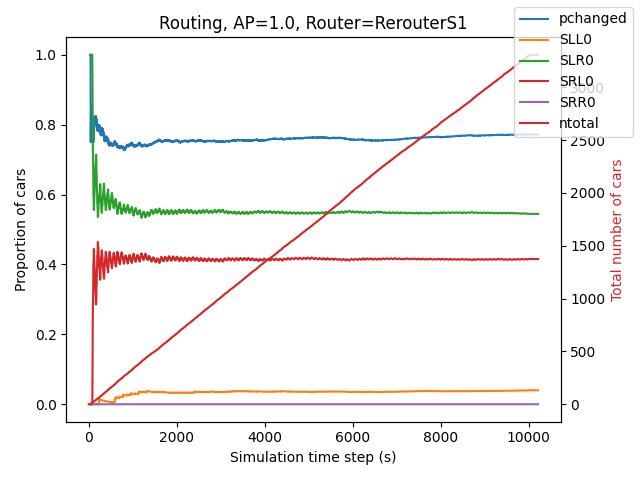 Routing, AP=1.0, Router=RerouterS1
pchanged
SLL0
SLR0
SRL0
SRR0
ntotal
1.0
0.8
0.6
0.4
0.2
0.0
Proportion of cars
3000
2500
2000
1500
1000
500
0
Total number of cars
0
2000
4000
6000
8000
10000
Simulation time step (s)